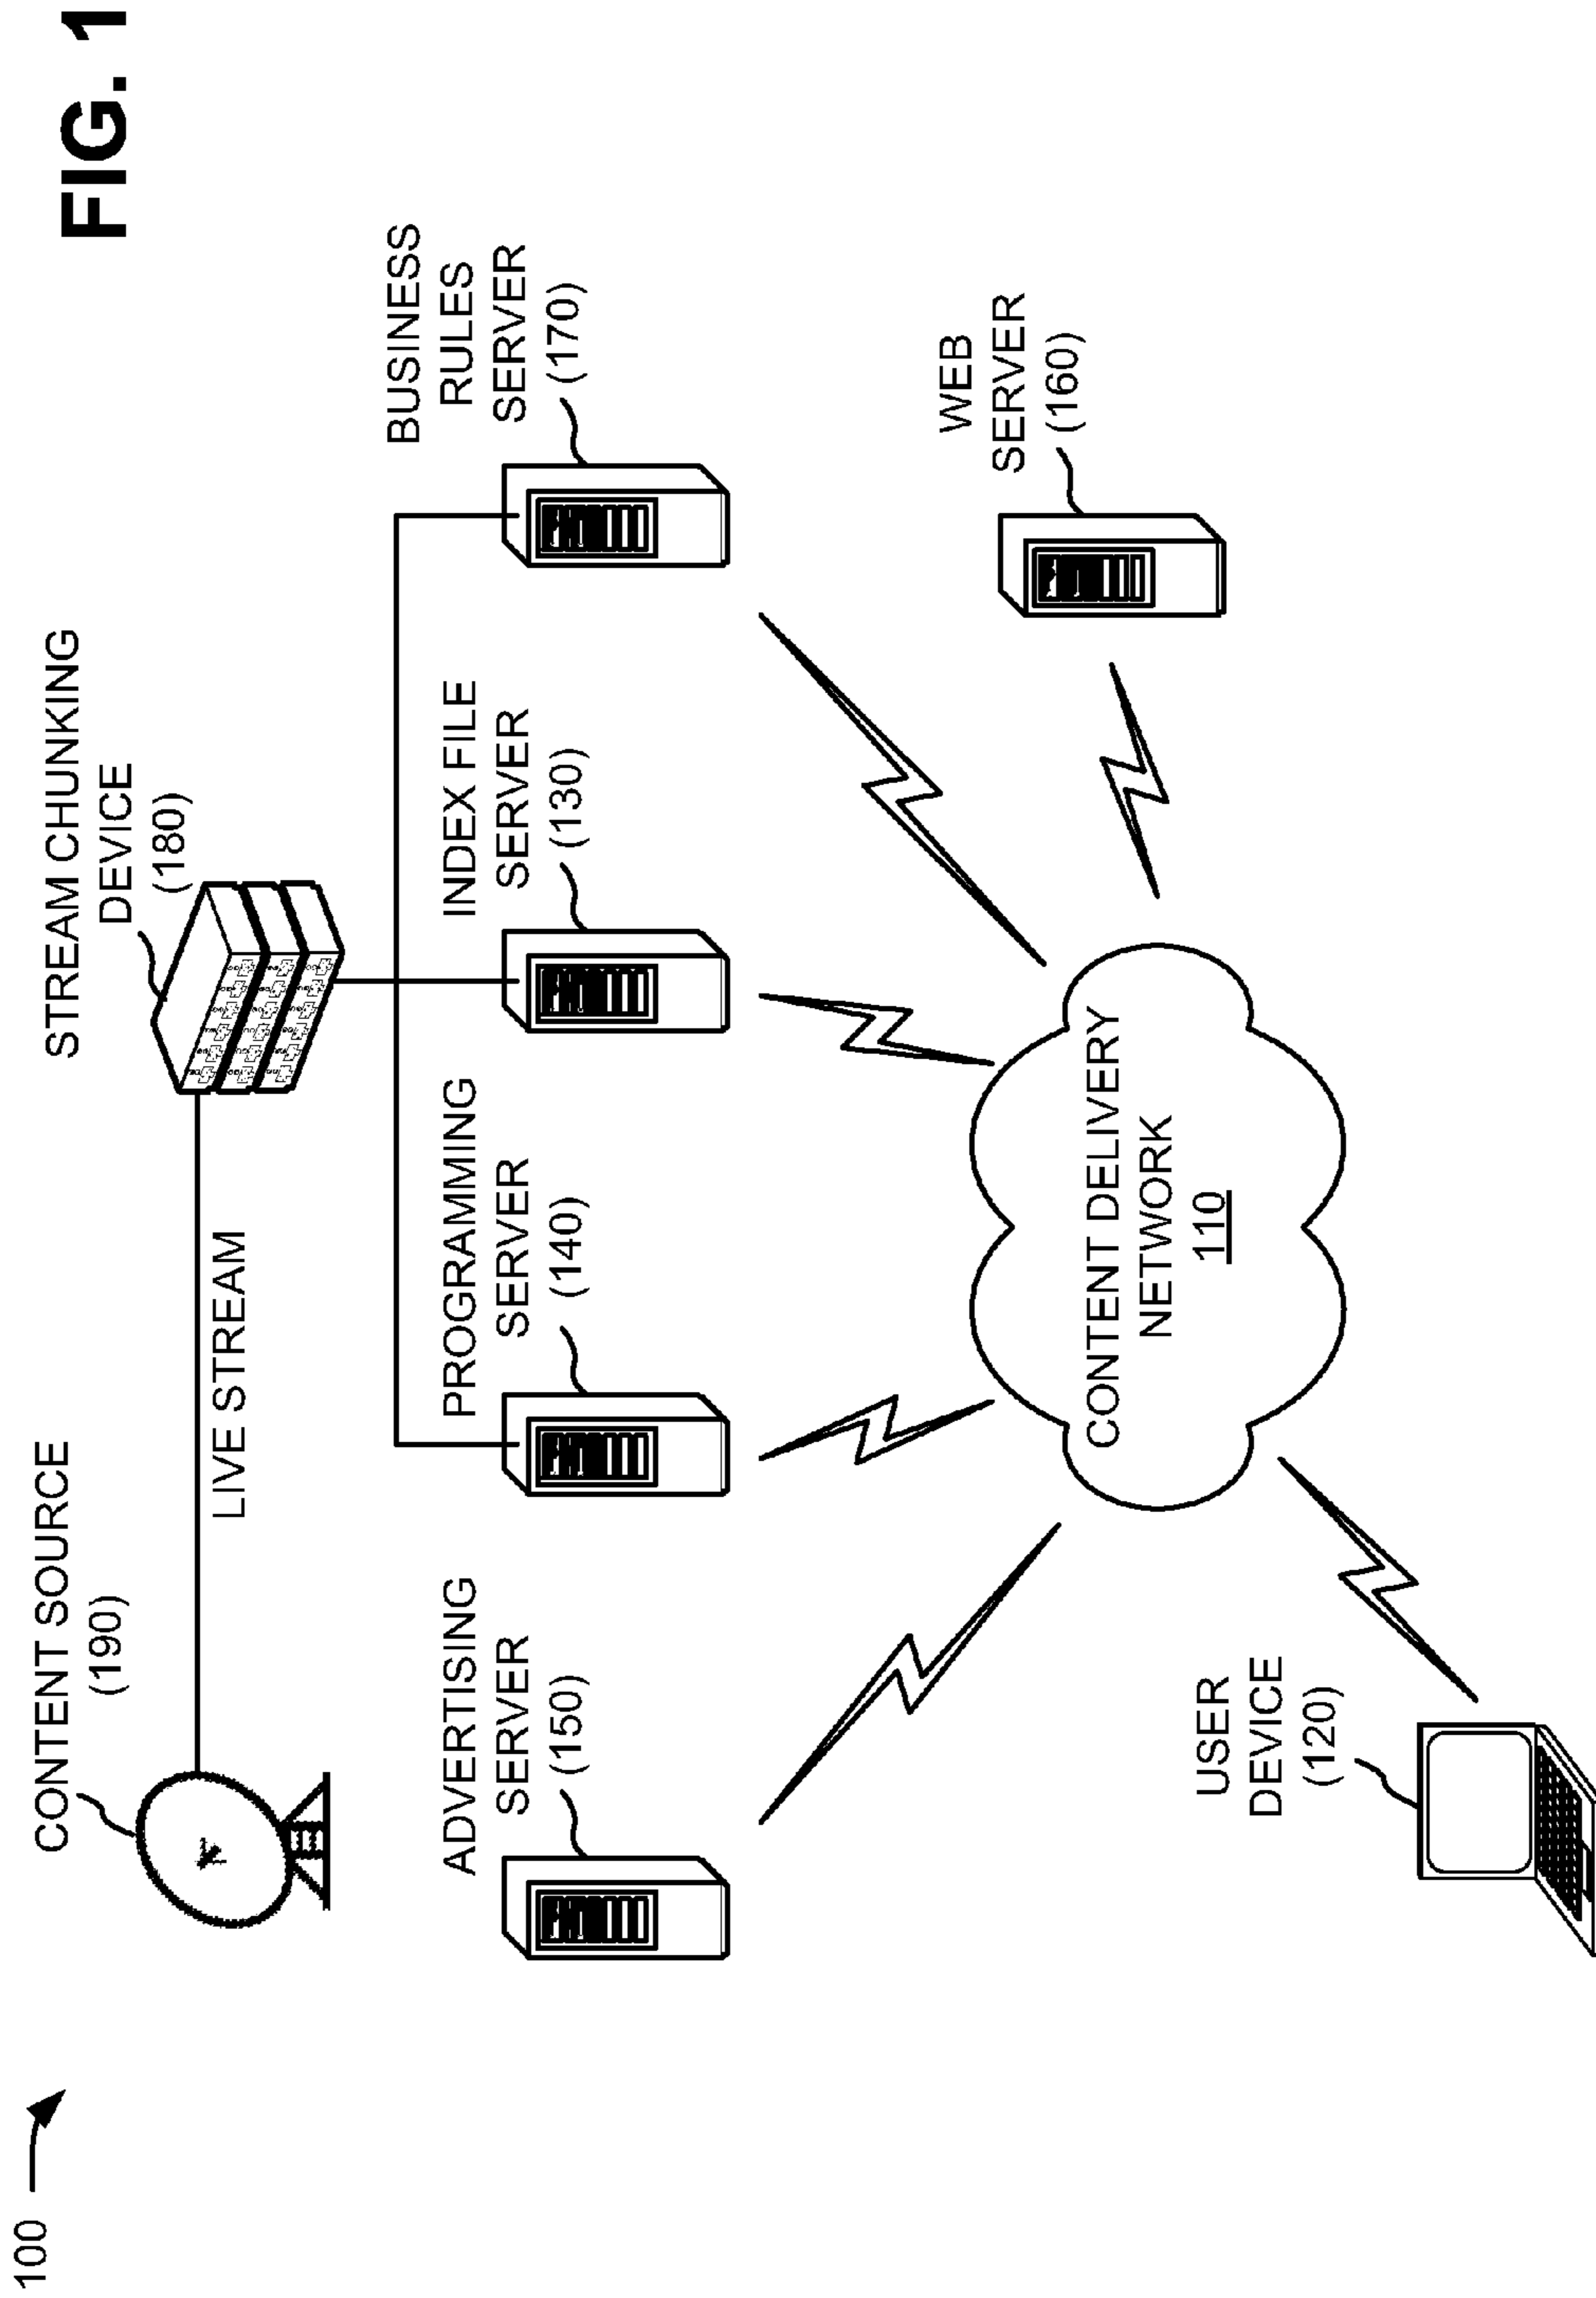 100
FIG. 1
CONTENT SOURCE
(190)
LIVE STREAM
STREAM CHUNKING
DEVICE
(180)
ADVERTISING
SERVER
(150)
PROGRAMMING
SERVER
(140)
INDEX FILE
SERVER
(130)
BUSINESS
RULES
SERVER
(170)
WEB
SERVER
(160)
CONTENT DELIVERY
NETWORK
110
USER
DEVICE
(120)